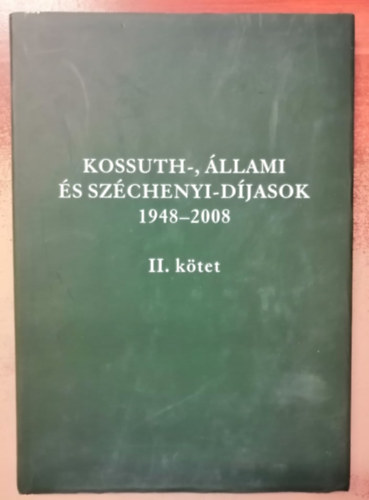 KOSSUTH-, ÁLLAMI
ÉS SZÉCHENYI-DÍJASOK
1948–2008
II. kötet